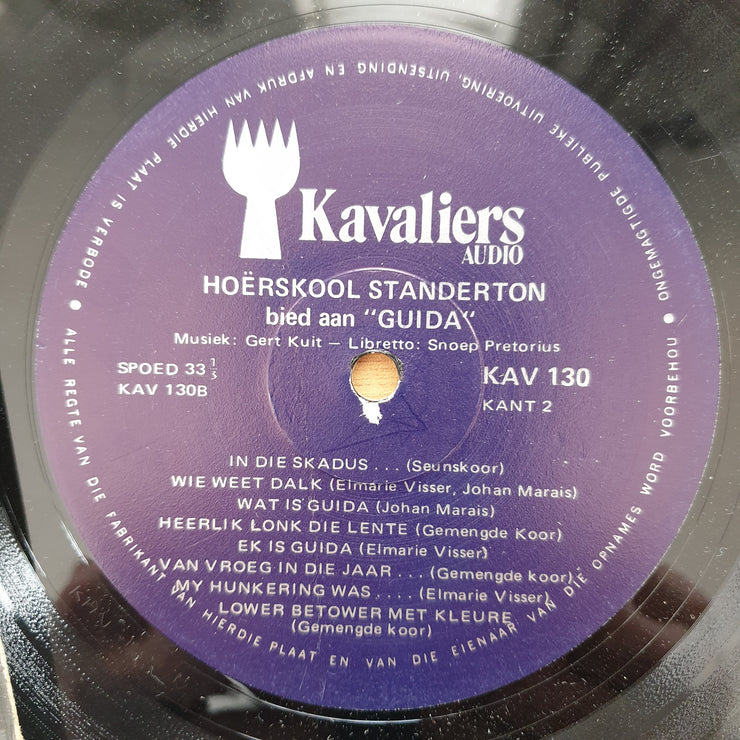 Kavaliers
AUDIO
HOËRSKOOL STANDERTON
bied aan "GUIDA"
Musiek: Gert Kuit – Libretto: Snoep Pretorius
SPOED 33 1/3
KAV 130B
KAV 130
KANT 2
IN DIE SKADUS . . . (Seunskoor)
WIE WEET DALK (Elmarie Visser, Johan Marais)
WAT IS GUIDA (Johan Marais)
HEERLIK LONK DIE LENTE (Gemengde Koor)
EK IS GUIDA (Elmarie Visser)
VAN VROEG IN DIE JAAR . . . (Gemengde koor)
MY HUNKERING WAS . . . . (Elmarie Visser)
LOWER BETOWER MET KLEURE
(Gemengde koor)
• ALLE REGTE VAN DIE FABRIKANT VAN HIERDIE PLAAT EN VAN DIE EIENAAR VAN DIE OPNAMES WORD VOORBEHOU • ONGEMAGTIGDE PUBLIEKE UITVOERING, UITSENDING EN AFDRUK VAN HIERDIE PLAAT IS VERBODE